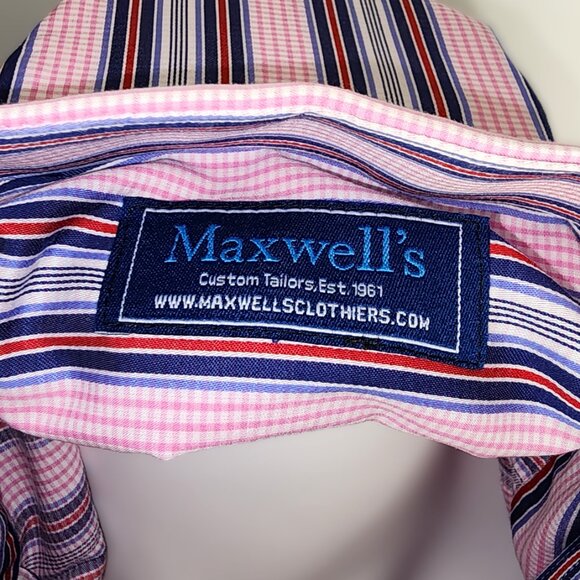 Maxwell's
Custom Tailors,Est.1961
WWW.MAXWELLSCLOTHIERS.COM